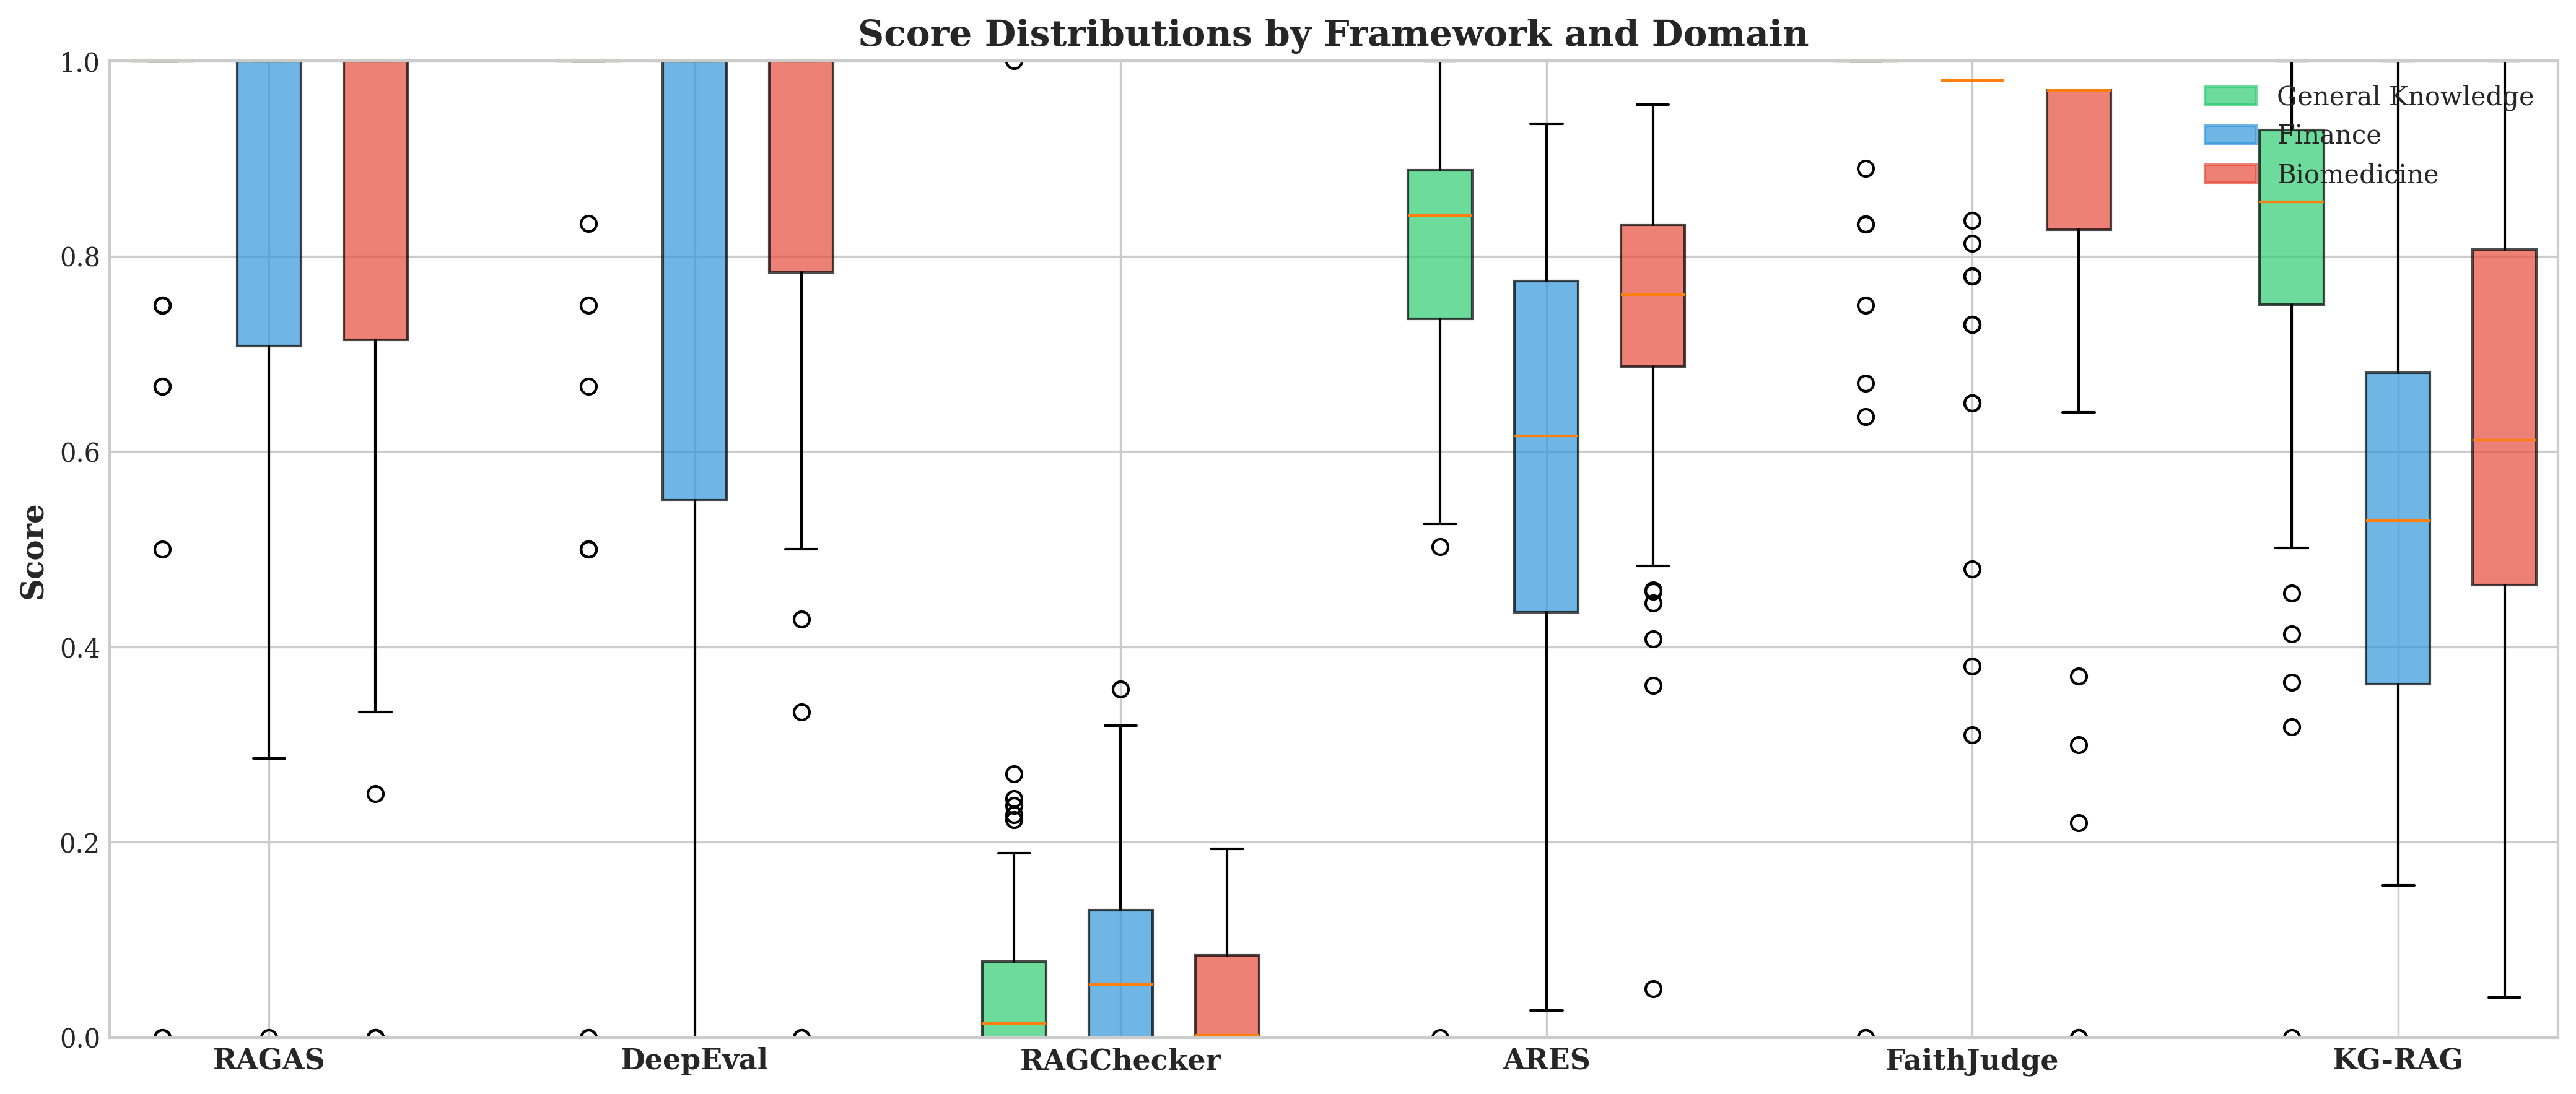 Score Distributions by Framework and Domain
1.0
0.8
0.6
0.4
0.2
0.0
Score
General Knowledge
Finance
Biomedicine
RAGAS
DeepEval
RAGChecker
ARES
FaithJudge
KG-RAG